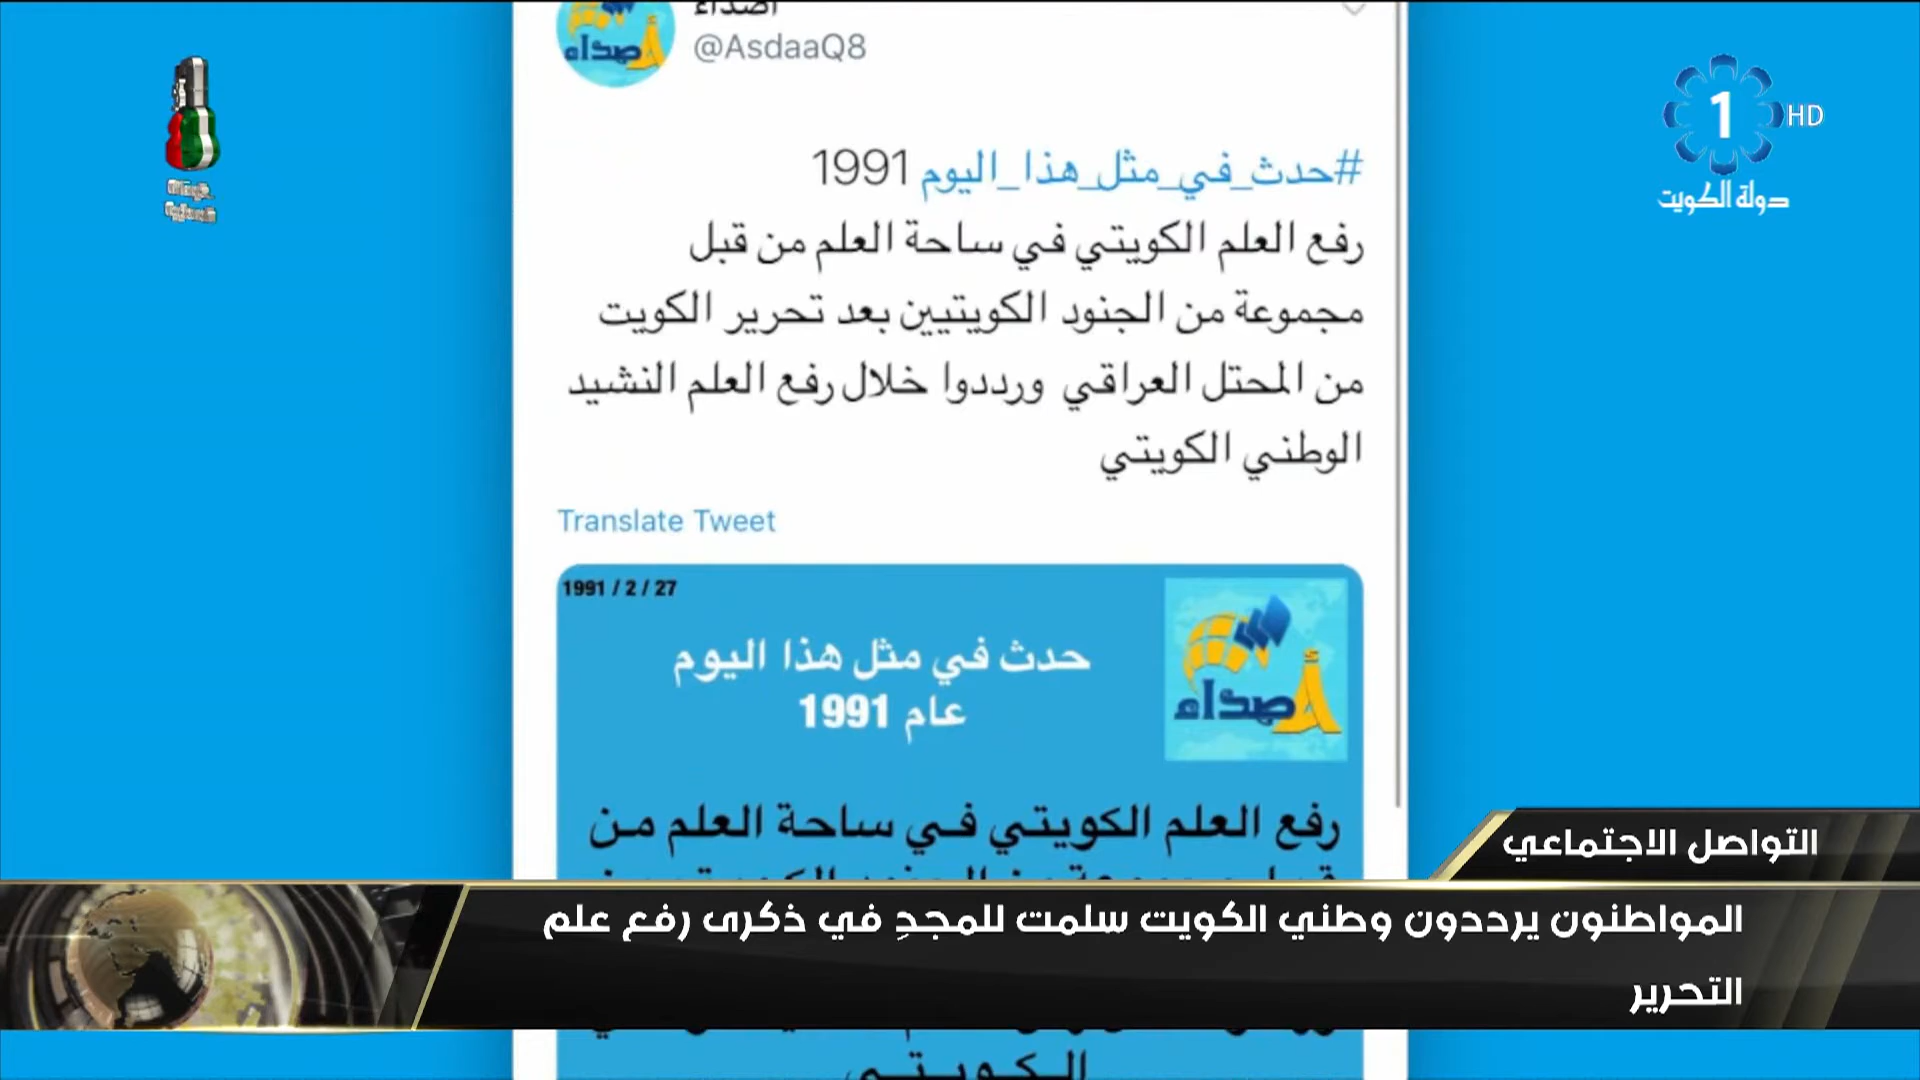 أصداء
@AsdaaQ8
أصداء
1
HD
دولة الكويت
#حدث_في_مثل_هذا_اليوم 1991
رفع العلم الكويتي في ساحة العلم من قبل
مجموعة من الجنود الكويتيين بعد تحرير الكويت
من المحتل العراقي ورددوا خلال رفع العلم النشيد
الوطني الكويتي
Translate Tweet
1991 / 2 / 27
حدث في مثل هذا اليوم
عام 1991
أصداء
رفع العلم الكويتي في ساحة العلم من
الكويتي
التواصل الاجتماعي
المواطنون يرددون وطني الكويت سلمت للمجدِ في ذكرى رفع علم
التحرير